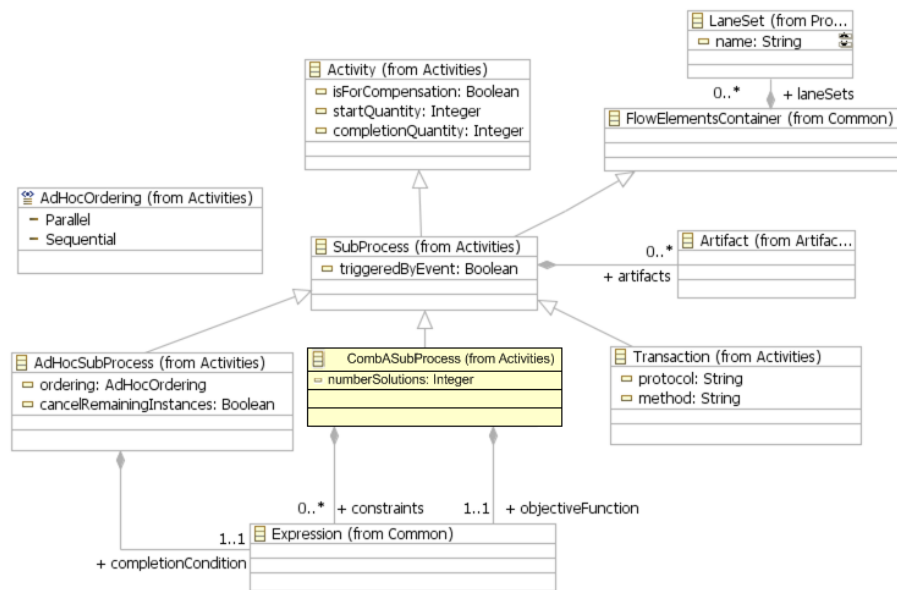 LaneSet (from Pro...
name: String
0..*
+ laneSets
FlowElementsContainer (from Common)
Activity (from Activities)
isForCompensation: Boolean
startQuantity: Integer
completionQuantity: Integer
AdHocOrdering (from Activities)
Parallel
Sequential
SubProcess (from Activities)
triggeredByEvent: Boolean
0..*
+ artifacts
Artifact (from Artifac...
AdHocSubProcess (from Activities)
ordering: AdHocOrdering
cancelRemainingInstances: Boolean
CombASubProcess (from Activities)
numberSolutions: Integer
Transaction (from Activities)
protocol: String
method: String
0..* + constraints
1..1 + objectiveFunction
1..1
+ completionCondition
Expression (from Common)